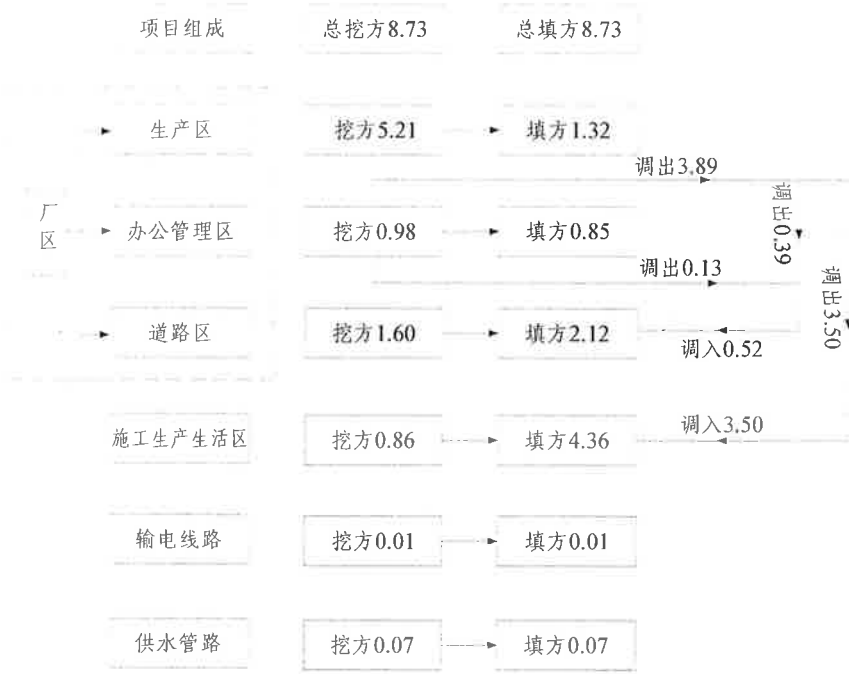 项目组成 总挖方8.73 总填方8.73
生产区 挖方5.21 填方1.32
调出3.89
厂区
办公管理区 挖方0.98 填方0.85
调出0.39
调出0.13
调出3.50
道路区 挖方1.60 填方2.12
调入0.52
施工生产生活区 挖方0.86 填方4.36 调入3.50
输电线路 挖方0.01 填方0.01
供水管路 挖方0.07 填方0.07